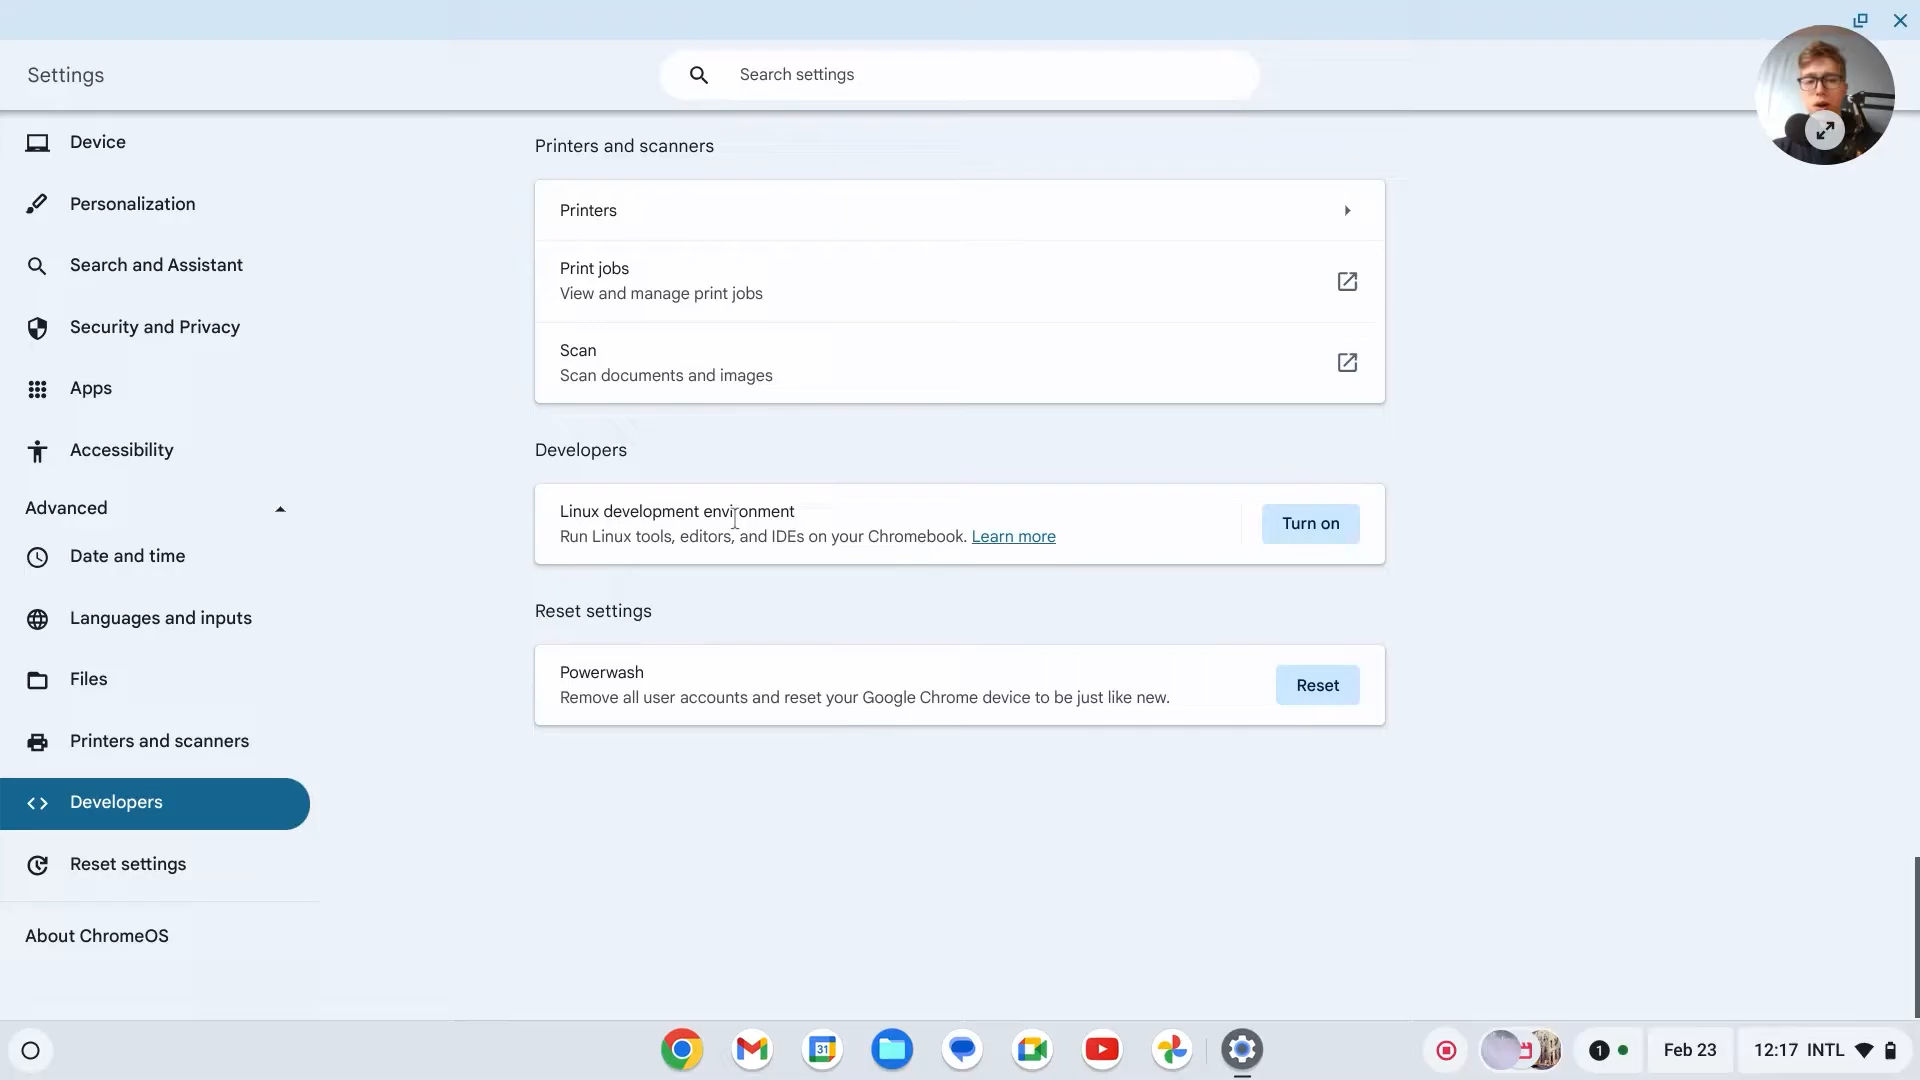 Settings
Search settings
Device
Personalization
Search and Assistant
Security and Privacy
Apps
Accessibility
Advanced
Date and time
Languages and inputs
Files
Printers and scanners
Developers
Reset settings
About ChromeOS
Printers and scanners
Printers
Print jobs
View and manage print jobs
Scan
Scan documents and images
Developers
Linux development environment
Run Linux tools, editors, and IDEs on your Chromebook. Learn more
Turn on
Reset settings
Powerwash
Remove all user accounts and reset your Google Chrome device to be just like new.
Reset
31
1
Feb 23
12:17 INTL